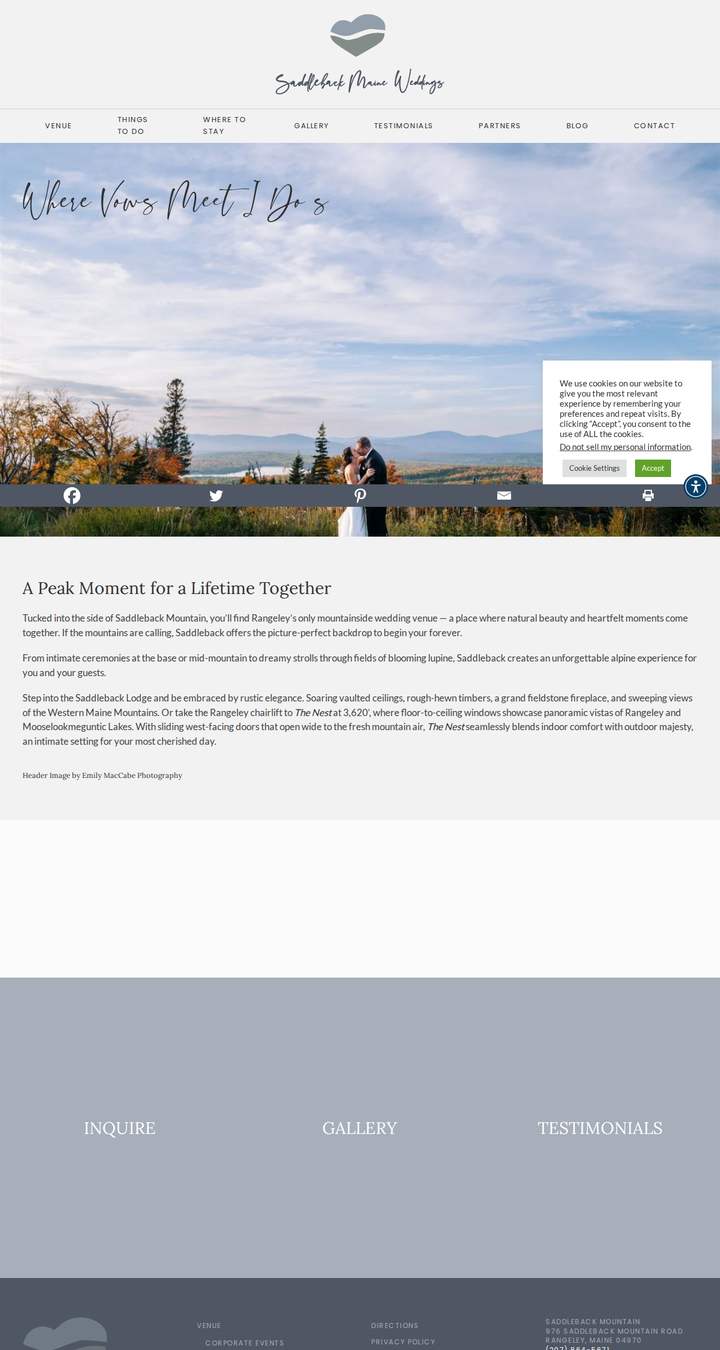 Saddleback Maine Weddings
VENUE
THINGS
TO DO
WHERE TO
STAY
GALLERY
TESTIMONIALS
PARTNERS
BLOG
CONTACT
Where Vows Meet I Do s
We use cookies on our website to
give you the most relevant
experience by remembering your
preferences and repeat visits. By
clicking “Accept”, you consent to the
use of ALL the cookies.
Do not sell my personal information.
Cookie Settings
Accept
A Peak Moment for a Lifetime Together
Tucked into the side of Saddleback Mountain, you’ll find Rangeley’s only mountainside wedding venue — a place where natural beauty and heartfelt moments come
together. If the mountains are calling, Saddleback offers the picture-perfect backdrop to begin your forever.
From intimate ceremonies at the base or mid-mountain to dreamy strolls through fields of blooming lupine, Saddleback creates an unforgettable alpine experience for
you and your guests.
Step into the Saddleback Lodge and be embraced by rustic elegance. Soaring vaulted ceilings, rough-hewn timbers, a grand fieldstone fireplace, and sweeping views
of the Western Maine Mountains. Or take the Rangeley chairlift to The Nest at 3,620’, where floor-to-ceiling windows showcase panoramic vistas of Rangeley and
Mooselookmeguntic Lakes. With sliding west-facing doors that open wide to the fresh mountain air, The Nest seamlessly blends indoor comfort with outdoor majesty,
an intimate setting for your most cherished day.
Header Image by Emily MacCabe Photography
INQUIRE
GALLERY
TESTIMONIALS
VENUE
CORPORATE EVENTS
DIRECTIONS
PRIVACY POLICY
SADDLEBACK MOUNTAIN
976 SADDLEBACK MOUNTAIN ROAD
RANGELEY, MAINE 04970